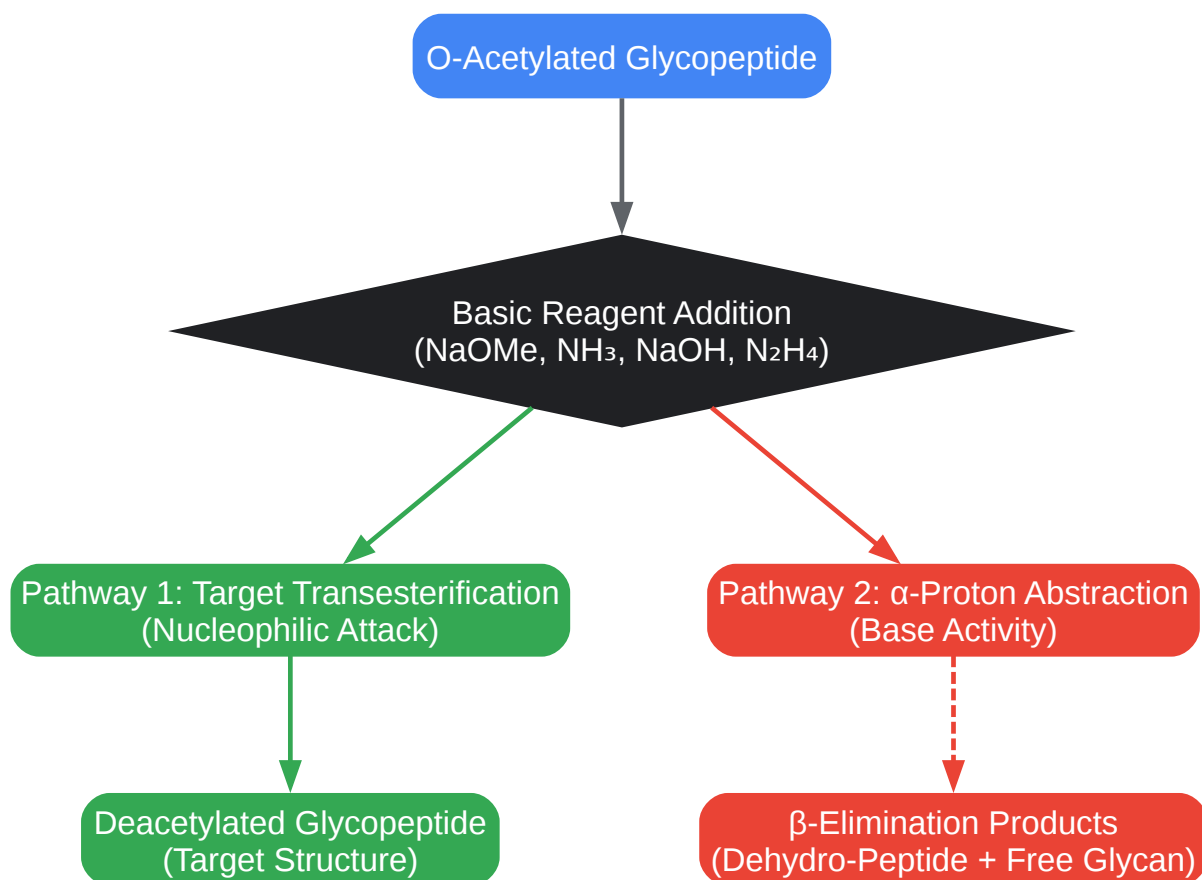 O-Acetylated Glycopeptide
Basic Reagent Addition
(NaOMe, NH₃, NaOH, N₂H₄)
Pathway 1: Target Transesterification
(Nucleophilic Attack)
Pathway 2: α-Proton Abstraction
(Base Activity)
Deacetylated Glycopeptide
(Target Structure)
β-Elimination Products
(Dehydro-Peptide + Free Glycan)